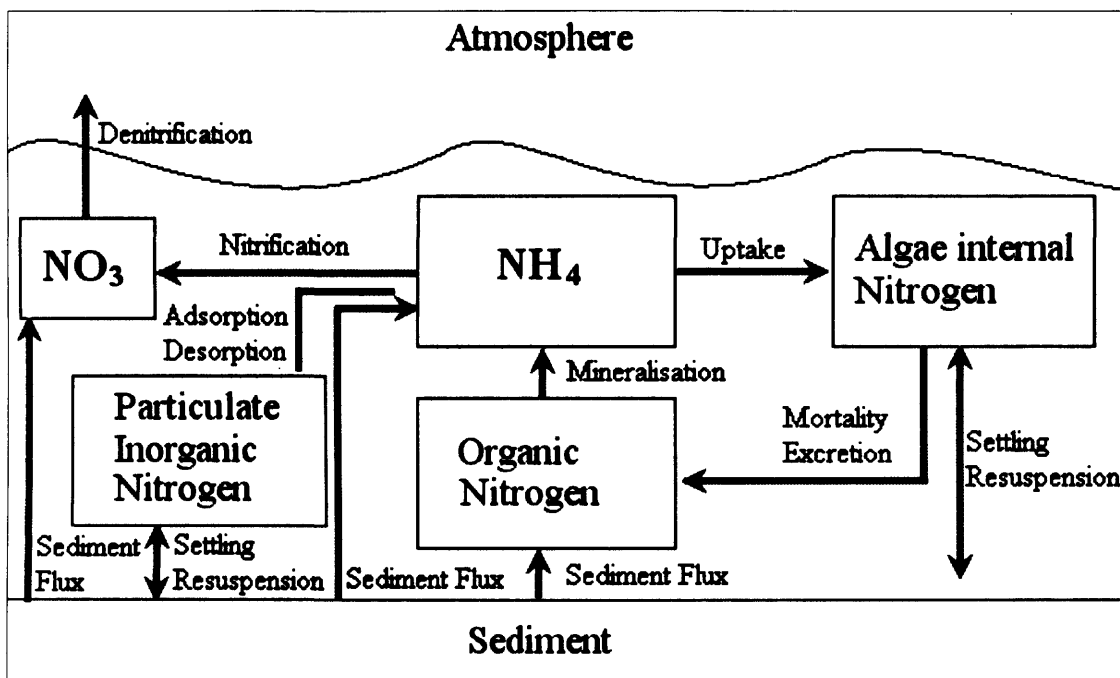 Atmosphere
Denitrification
NO₃
Nitrification
NH₄
Uptake
Algae internal
Nitrogen
Adsorption
Desorption
Mineralisation
Particulate
Inorganic
Nitrogen
Organic
Nitrogen
Mortality
Excretion
Settling
Resuspension
Sediment
Flux
Settling
Resuspension
Sediment Flux
Sediment Flux
Sediment